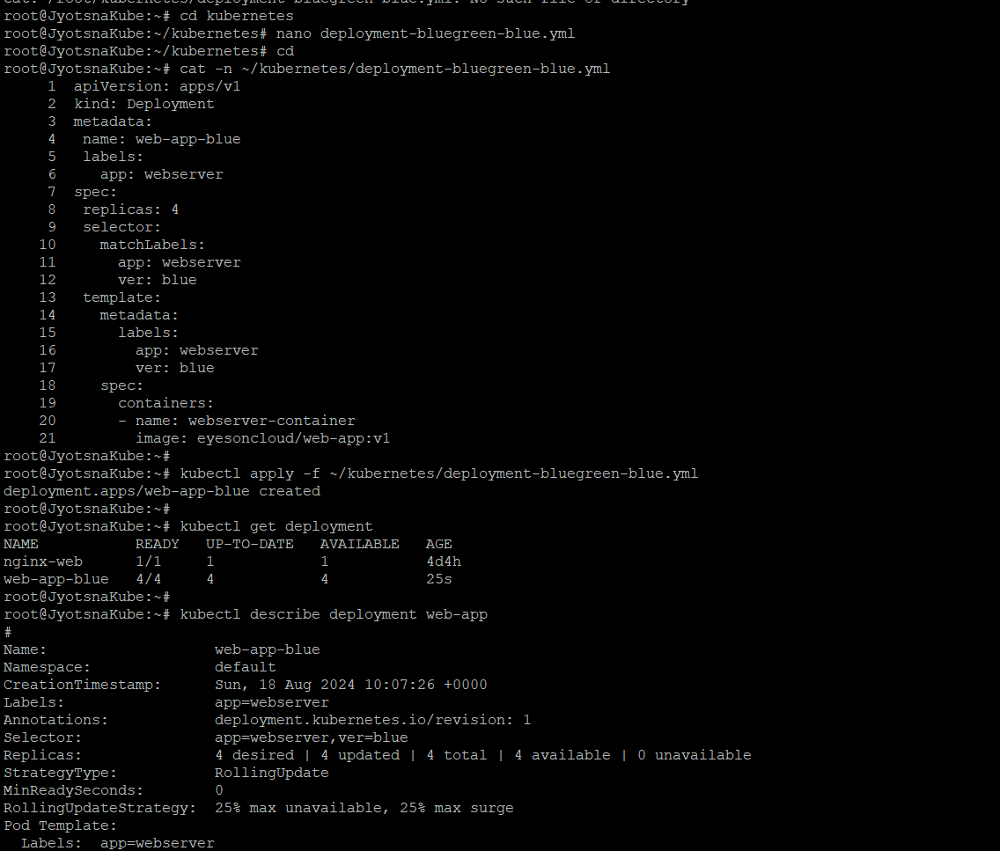 cat: /root/kubernetes/deployment-bluegreen-blue.yml: No such file or directory
root@JyotsnaKube:~# cd kubernetes
root@JyotsnaKube:~/kubernetes# nano deployment-bluegreen-blue.yml
root@JyotsnaKube:~/kubernetes# cd
root@JyotsnaKube:~# cat -n ~/kubernetes/deployment-bluegreen-blue.yml
     1  apiVersion: apps/v1
     2  kind: Deployment
     3  metadata:
     4   name: web-app-blue
     5   labels:
     6     app: webserver
     7  spec:
     8   replicas: 4
     9   selector:
    10     matchLabels:
    11       app: webserver
    12       ver: blue
    13   template:
    14     metadata:
    15       labels:
    16         app: webserver
    17         ver: blue
    18     spec:
    19       containers:
    20       - name: webserver-container
    21         image: eyesoncloud/web-app:v1
root@JyotsnaKube:~#
root@JyotsnaKube:~# kubectl apply -f ~/kubernetes/deployment-bluegreen-blue.yml
deployment.apps/web-app-blue created
root@JyotsnaKube:~#
root@JyotsnaKube:~# kubectl get deployment
NAME           READY   UP-TO-DATE   AVAILABLE   AGE
nginx-web      1/1     1            1           4d4h
web-app-blue   4/4     4            4           25s
root@JyotsnaKube:~#
root@JyotsnaKube:~# kubectl describe deployment web-app
#
Name:                   web-app-blue
Namespace:              default
CreationTimestamp:      Sun, 18 Aug 2024 10:07:26 +0000
Labels:                 app=webserver
Annotations:            deployment.kubernetes.io/revision: 1
Selector:               app=webserver,ver=blue
Replicas:               4 desired | 4 updated | 4 total | 4 available | 0 unavailable
StrategyType:           RollingUpdate
MinReadySeconds:        0
RollingUpdateStrategy:  25% max unavailable, 25% max surge
Pod Template:
  Labels:  app=webserver